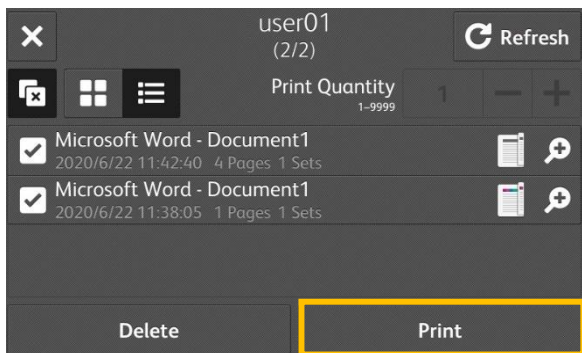 user01
(2/2)
Refresh
Print Quantity
1-9999
1
Microsoft Word - Document1
2020/6/22 11:42:40 4 Pages 1 Sets
Microsoft Word - Document1
2020/6/22 11:38:05 1 Pages 1 Sets
Delete
Print